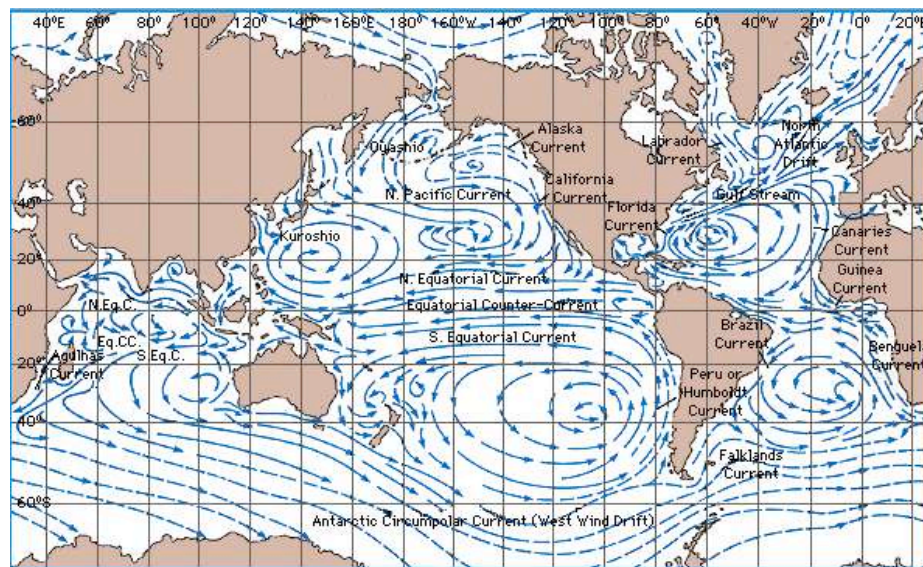 40°E 60° 80° 100° 120° 140° 160°E 180° 160°W 140° 120° 100° 80° 60° 40°W 20° 0° 20°E
60°
40°
20°
0°
20°
40°
60°S
Oyashio
Alaska
Current
Labrador
Current
North
Atlantic
Drift
N. Pacific Current
California
Current
Florida
Current
Gulf Stream
Kuroshio
Canaries
Current
Guinea
Current
N. Equatorial Current
N.Eq.C.
Equatorial Counter-Current
Eq.CC.
S. Equatorial Current
S.Eq.C.
Brazil
Current
Agulhas
Current
Benguela
Current
Peru or
Humboldt
Current
Falklands
Current
Antarctic Circumpolar Current (West Wind Drift)